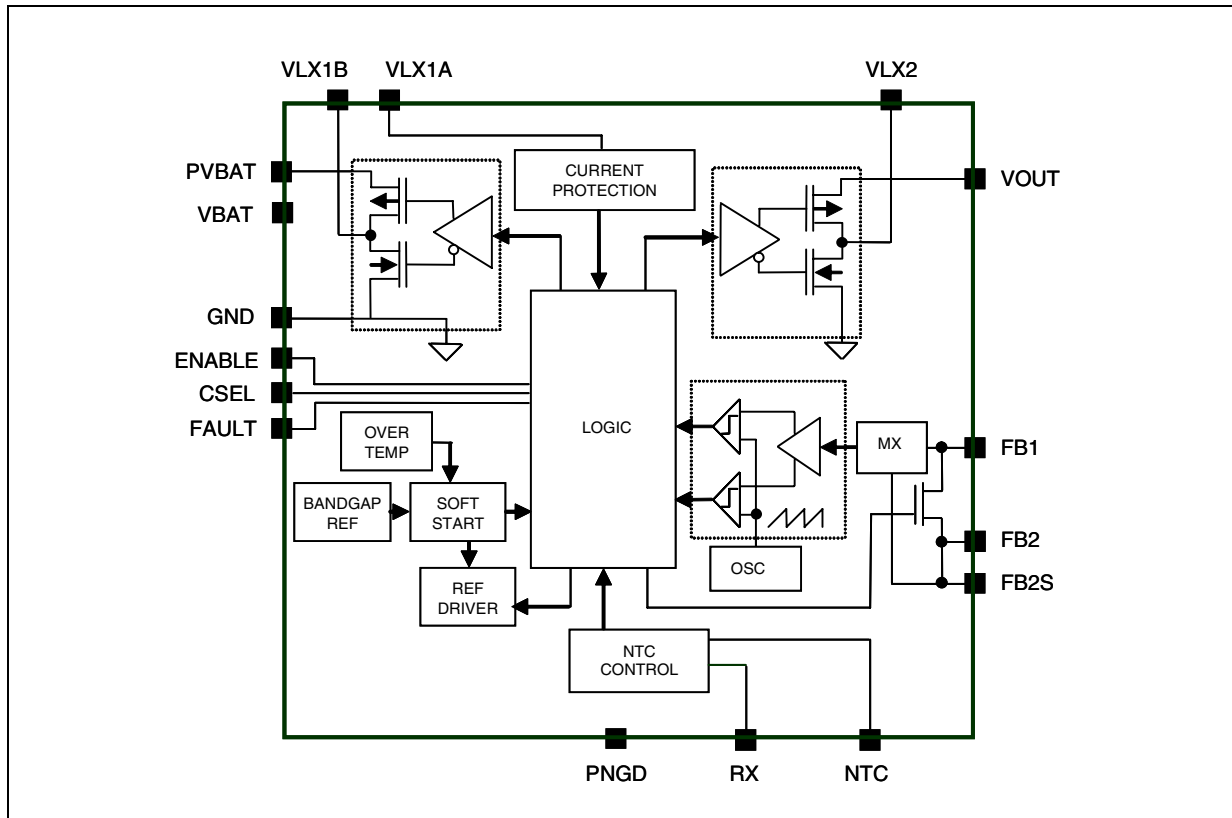 VLX1B
VLX1A
VLX2
PVBAT
CURRENT
PROTECTION
VOUT
VBAT
GND
ENABLE
CSEL
FAULT
LOGIC
OVER
TEMP
MX
FB1
BANDGAP
REF
SOFT
START
FB2
OSC
FB2S
REF
DRIVER
NTC
CONTROL
PNGD
RX
NTC